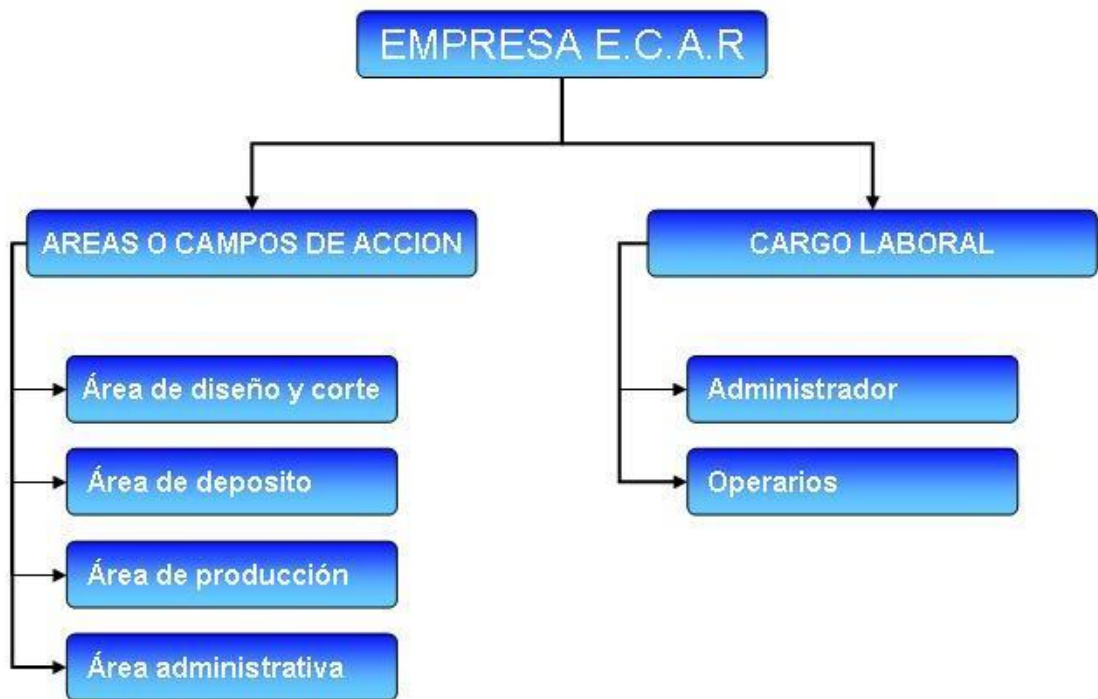 EMPRESA E.C.A.R
AREAS O CAMPOS DE ACCION
Área de diseño y corte
Área de deposito
Área de producción
Área administrativa
CARGO LABORAL
Administrador
Operarios